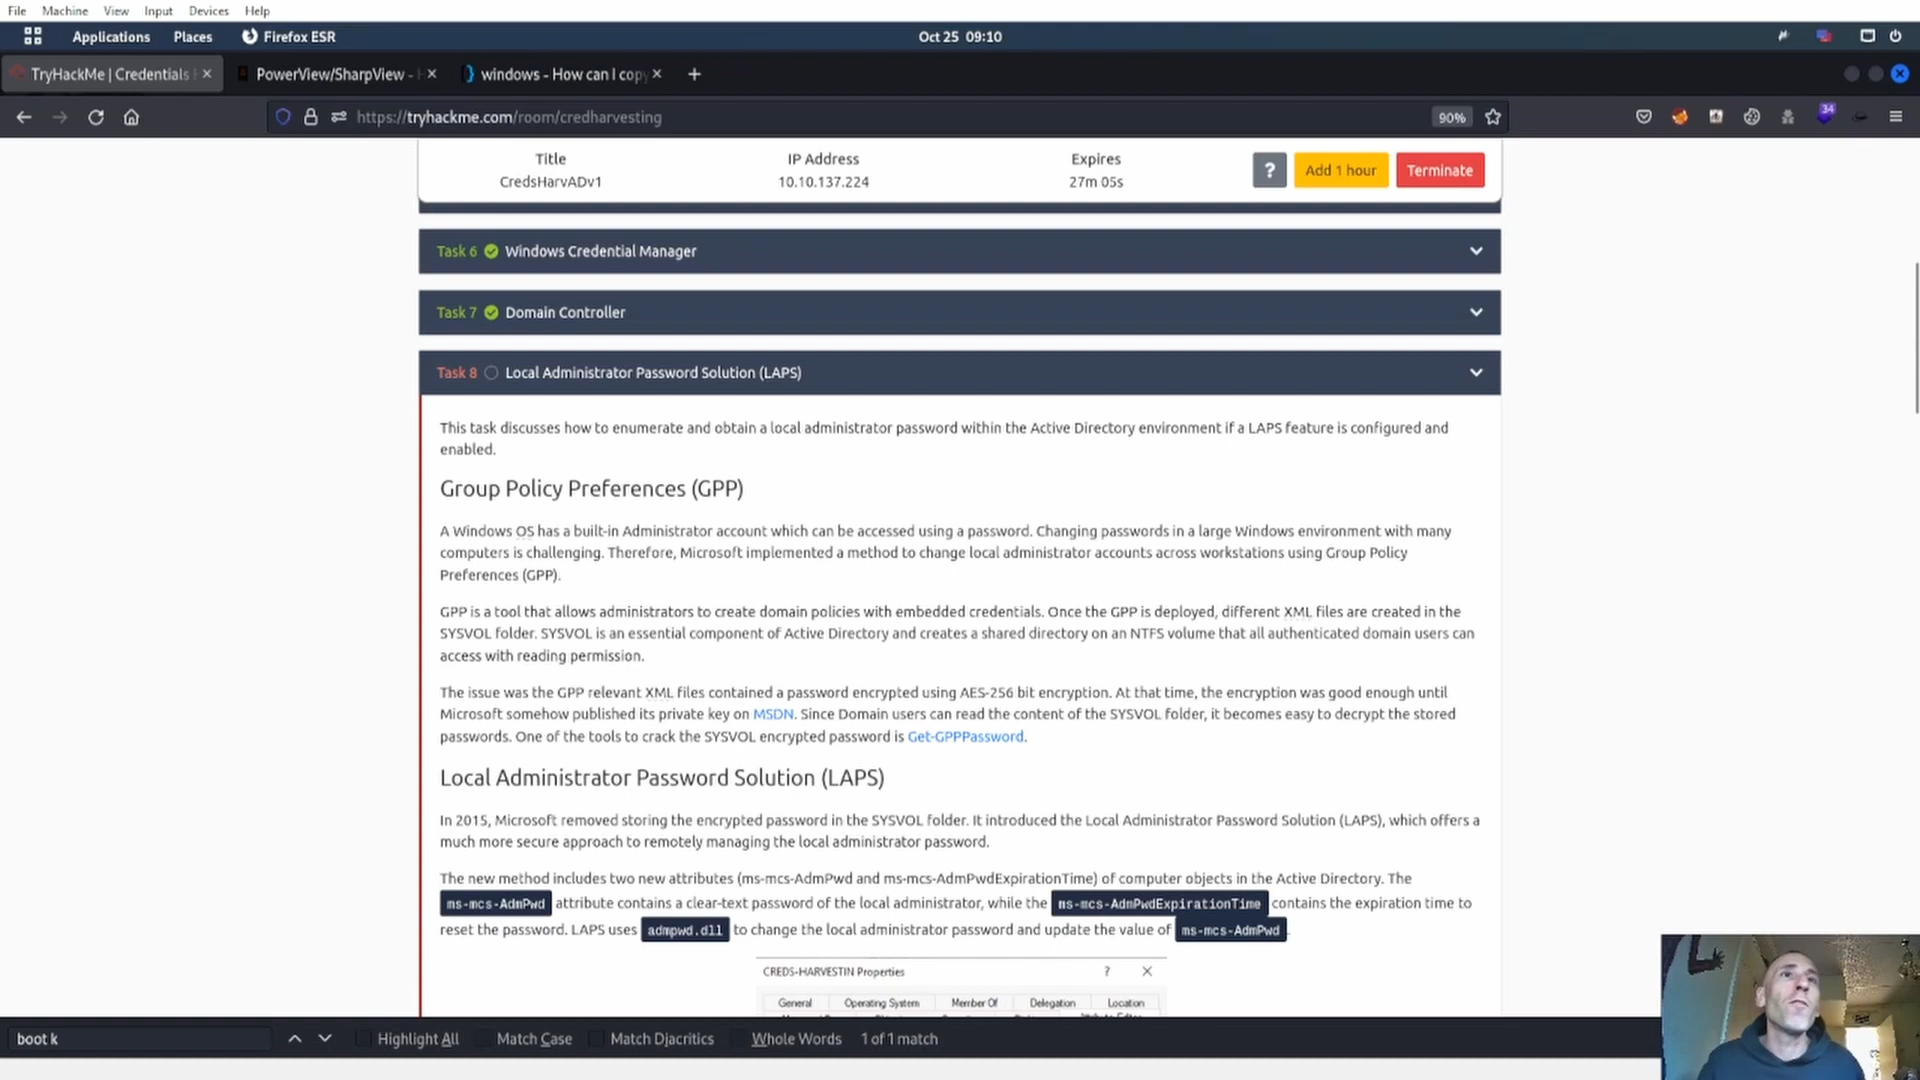 File Machine View Input Devices Help
Applications Places Firefox ESR Oct 25 09:10
TryHackMe | Credentials PowerView/SharpView - windows - How can I copy
https://tryhackme.com/room/credharvesting 90% 34
Title IP Address Expires
CredsHarvADv1 10.10.137.224 27m 05s ? Add 1 hour Terminate
Task 6 Windows Credential Manager
Task 7 Domain Controller
Task 8 Local Administrator Password Solution (LAPS)
This task discusses how to enumerate and obtain a local administrator password within the Active Directory environment if a LAPS feature is configured and
enabled.
Group Policy Preferences (GPP)
A Windows OS has a built-in Administrator account which can be accessed using a password. Changing passwords in a large Windows environment with many
computers is challenging. Therefore, Microsoft implemented a method to change local administrator accounts across workstations using Group Policy
Preferences (GPP).
GPP is a tool that allows administrators to create domain policies with embedded credentials. Once the GPP is deployed, different XML files are created in the
SYSVOL folder. SYSVOL is an essential component of Active Directory and creates a shared directory on an NTFS volume that all authenticated domain users can
access with reading permission.
The issue was the GPP relevant XML files contained a password encrypted using AES-256 bit encryption. At that time, the encryption was good enough until
Microsoft somehow published its private key on MSDN. Since Domain users can read the content of the SYSVOL folder, it becomes easy to decrypt the stored
passwords. One of the tools to crack the SYSVOL encrypted password is Get-GPPPassword.
Local Administrator Password Solution (LAPS)
In 2015, Microsoft removed storing the encrypted password in the SYSVOL folder. It introduced the Local Administrator Password Solution (LAPS), which offers a
much more secure approach to remotely managing the local administrator password.
The new method includes two new attributes (ms-mcs-AdmPwd and ms-mcs-AdmPwdExpirationTime) of computer objects in the Active Directory. The
ms-mcs-AdmPwd attribute contains a clear-text password of the local administrator, while the ms-mcs-AdmPwdExpirationTime contains the expiration time to
reset the password. LAPS uses admpwd.dll to change the local administrator password and update the value of ms-mcs-AdmPwd.
CREDS-HARVESTIN Properties ?
General Operating System Member Of Delegation Location
boot k Highlight All Match Case Match Diacritics Whole Words 1 of 1 match